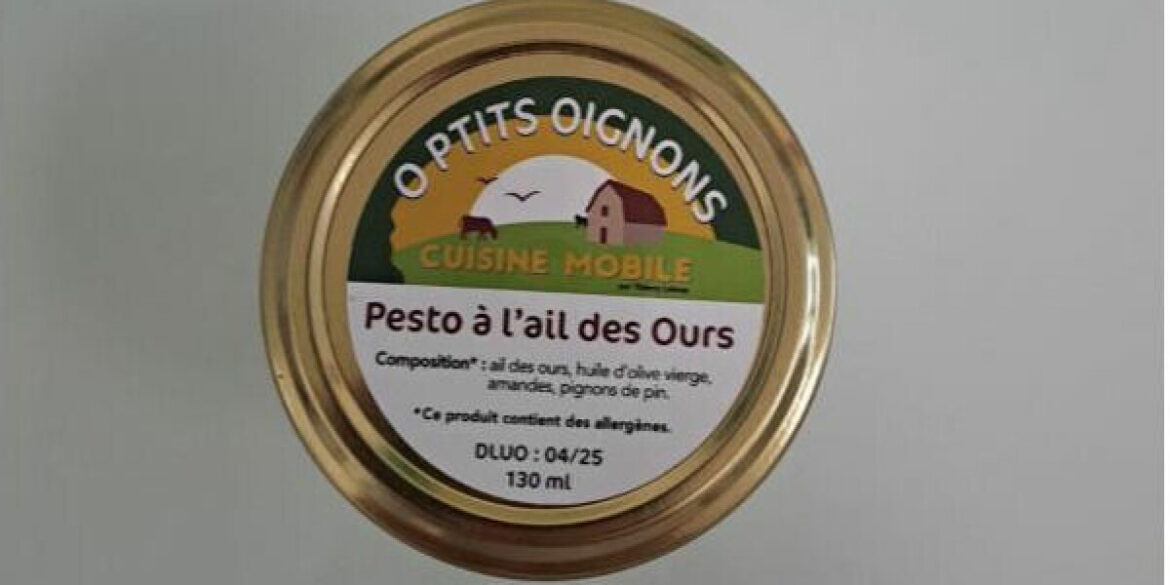 O PTITS OIGNONS
CUISINE MOBILE
Pesto à l'ail des Ours
Composition* : ail des ours, huile d'olive vierge,
amandes, pignons de pin.
*Ce produit contient des allergènes.
DLUO : 04/25
130 ml